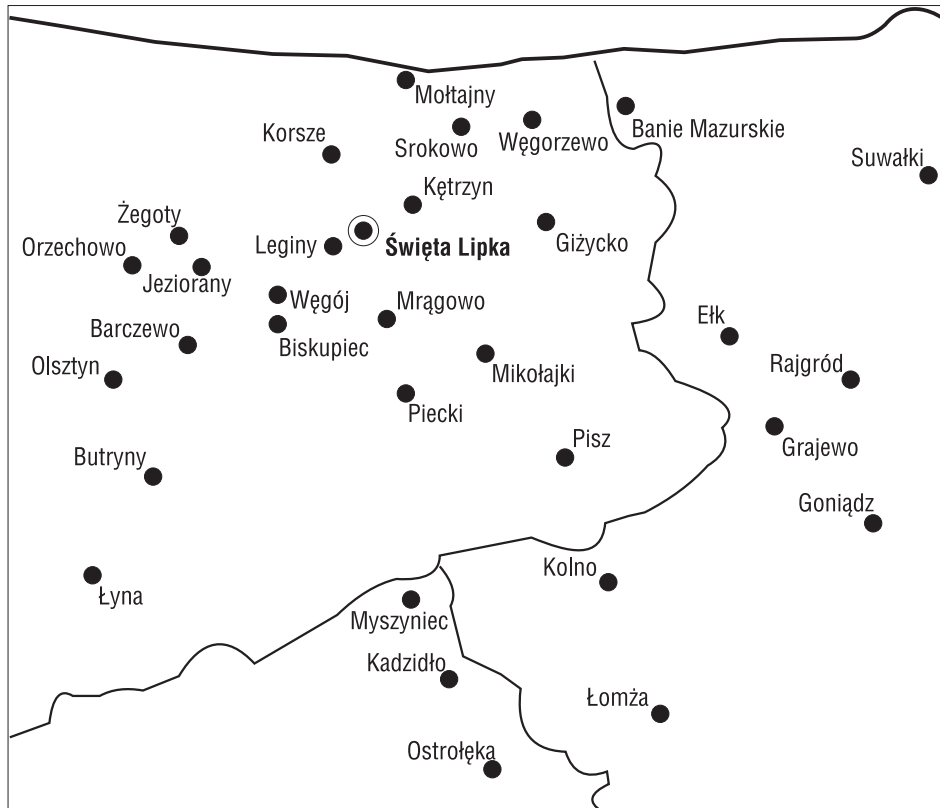 Mołtajny
Banie Mazurskie
Korsze
Srokowo
Węgorzewo
Suwałki
Kętrzyn
Żegoty
Orzechowo
Leginy
Święta Lipka
Giżycko
Jeziorany
Węgój
Mrągowo
Ełk
Barczewo
Biskupiec
Olsztyn
Mikołajki
Rajgród
Piecki
Pisz
Grajewo
Butryny
Goniądz
Kolno
Łyna
Myszyniec
Kadzidło
Łomża
Ostrołęka